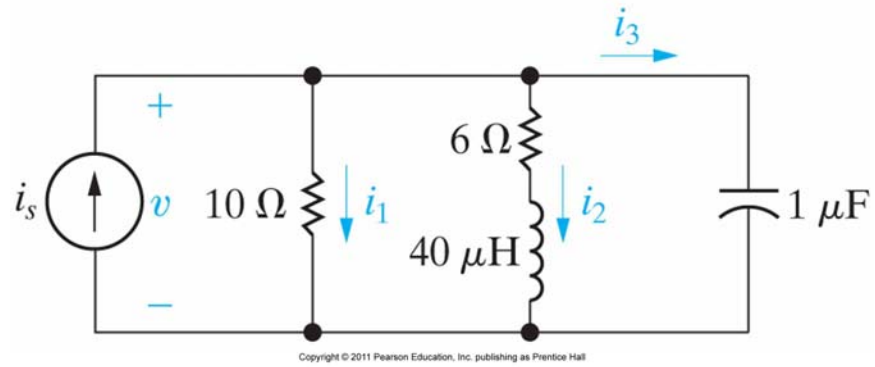 i₃
+
6 Ω
iₛ
v
10 Ω
i₁
i₂
1 μF
40 μH
−
Copyright © 2011 Pearson Education, Inc. publishing as Prentice Hall